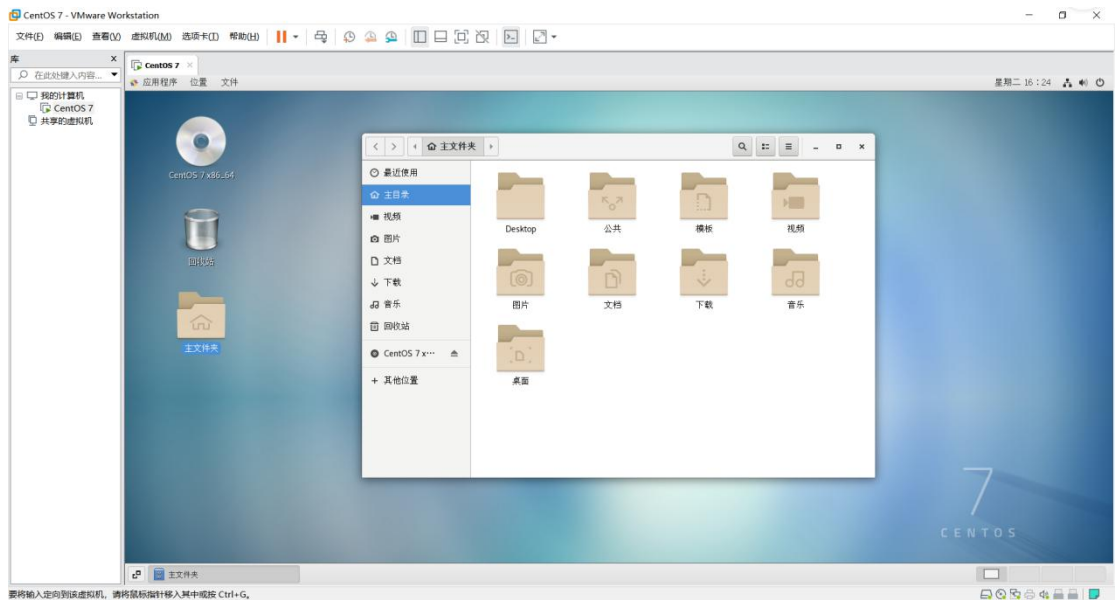 CentOS 7 - VMware Workstation
文件(F) 编辑(E) 查看(V) 虚拟机(M) 选项卡(T) 帮助(H)
库
在此处键入内容...
我的计算机
CentOS 7
共享的虚拟机
CentOS 7
应用程序 位置 文件
星期二 16:24
CentOS 7 x86_64
回收站
主文件夹
主文件夹
最近使用
主目录
视频
图片
文档
下载
音乐
回收站
CentOS 7 x…
其他位置
Desktop 公共 模板 视频
图片 文档 下载 音乐
桌面
7
CENTOS
主文件夹
要将输入定向到该虚拟机,请将鼠标指针移入其中或按 Ctrl+G。